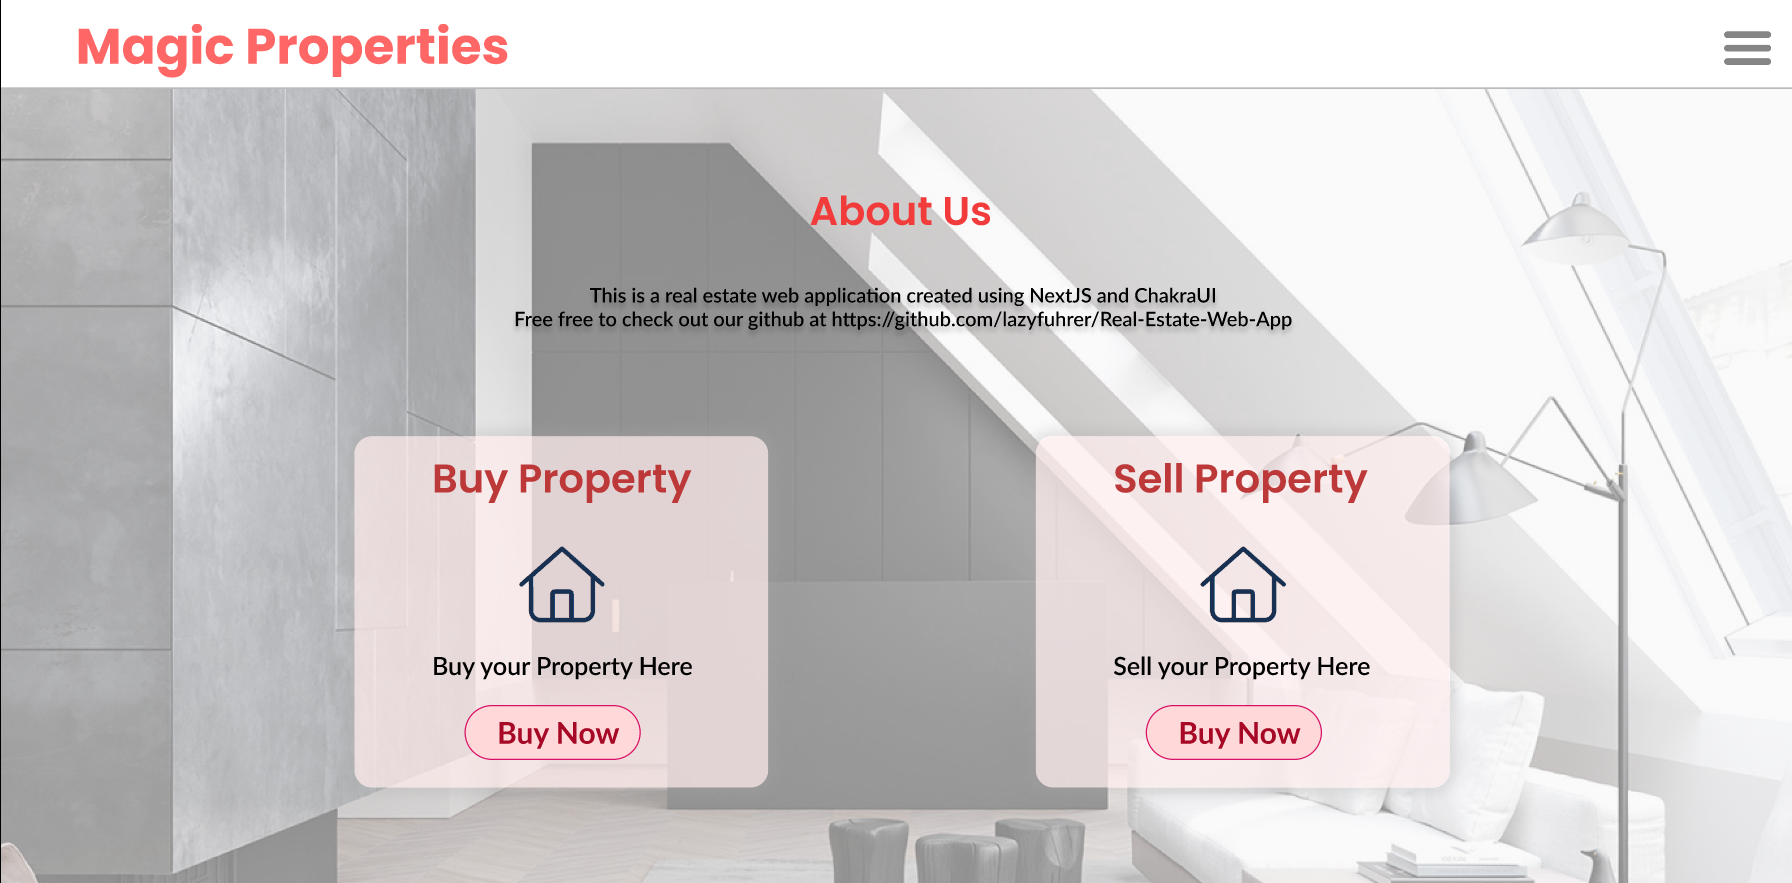 Magic Properties
About Us
This is a real estate web application created using NextJS and ChakraUI
Free free to check out our github at https://github.com/lazyfuhrer/Real-Estate-Web-App
Buy Property
Buy your Property Here
Buy Now
Sell Property
Sell your Property Here
Buy Now